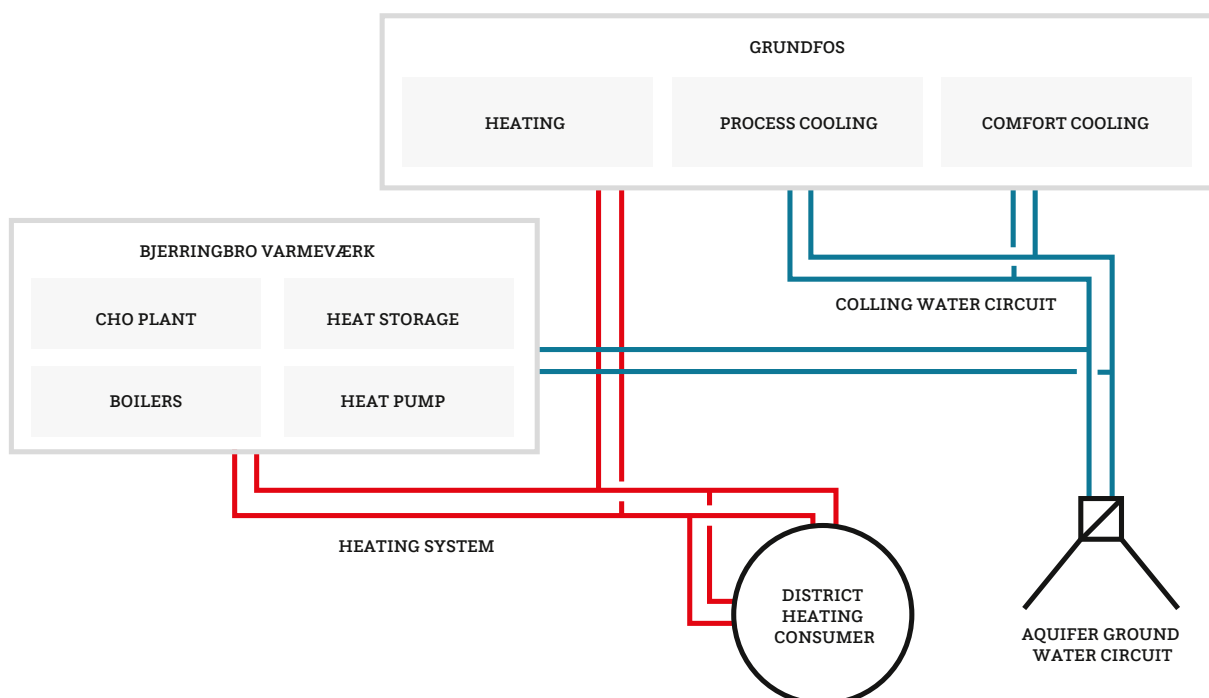 GRUNDFOS
HEATING
PROCESS COOLING
COMFORT COOLING
BJERRINGBRO VARMEVÆRK
CHO PLANT
HEAT STORAGE
BOILERS
HEAT PUMP
COLLING WATER CIRCUIT
HEATING SYSTEM
DISTRICT
HEATING
CONSUMER
AQUIFER GROUND
WATER CIRCUIT